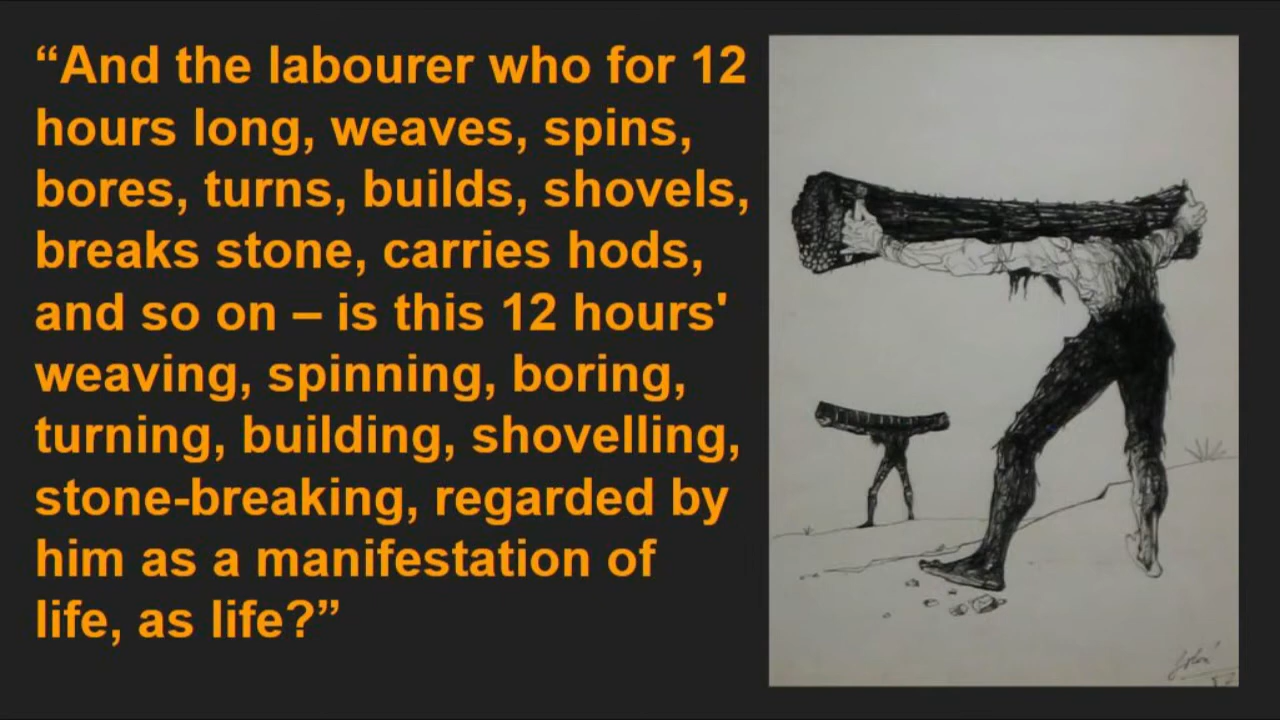 “And the labourer who for 12
hours long, weaves, spins,
bores, turns, builds, shovels,
breaks stone, carries hods,
and so on – is this 12 hours'
weaving, spinning, boring,
turning, building, shovelling,
stone-breaking, regarded by
him as a manifestation of
life, as life?”